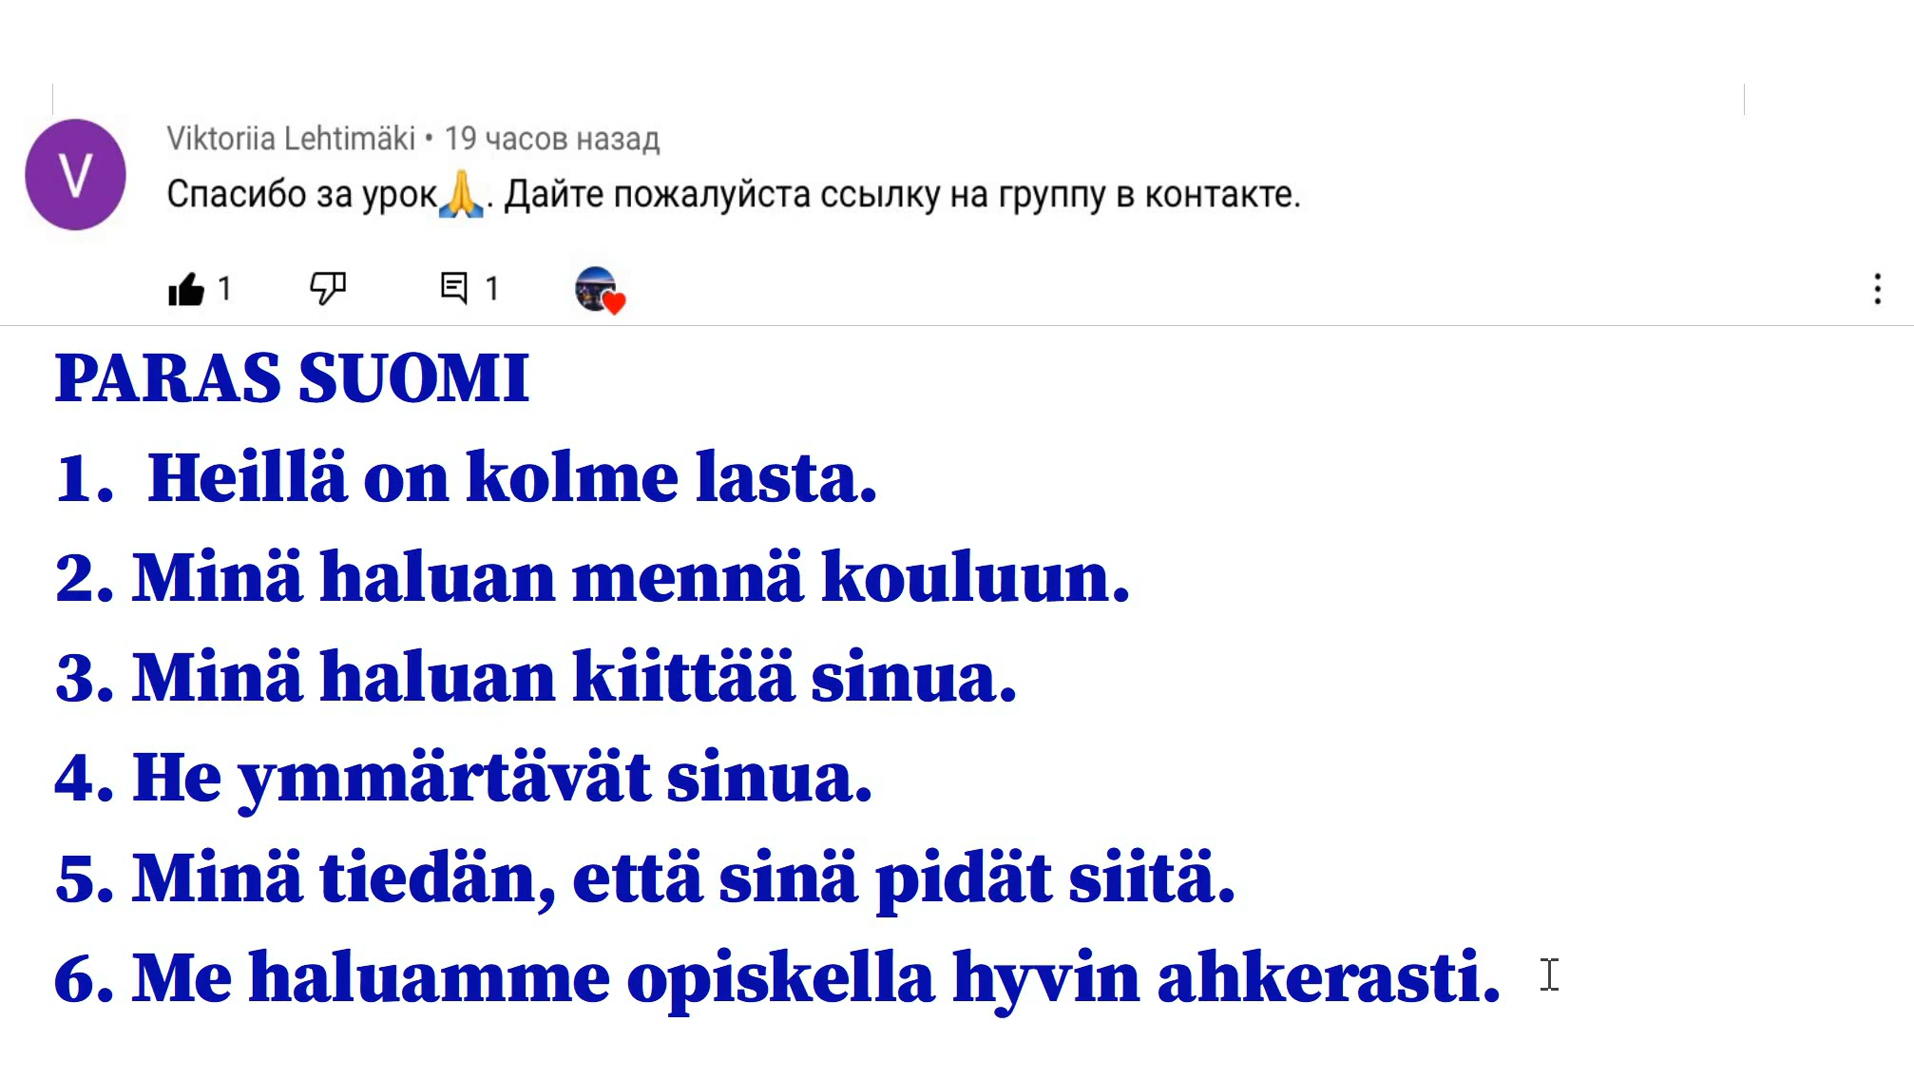 Viktoriia Lehtimäki • 19 часов назад
V
Спасибо за урок🙏. Дайте пожалуйста ссылку на группу в контакте.
1 1
PARAS SUOMI
1. Heillä on kolme lasta.
2. Minä haluan mennä kouluun.
3. Minä haluan kiittää sinua.
4. He ymmärtävät sinua.
5. Minä tiedän, että sinä pidät siitä.
6. Me haluamme opiskella hyvin ahkerasti.